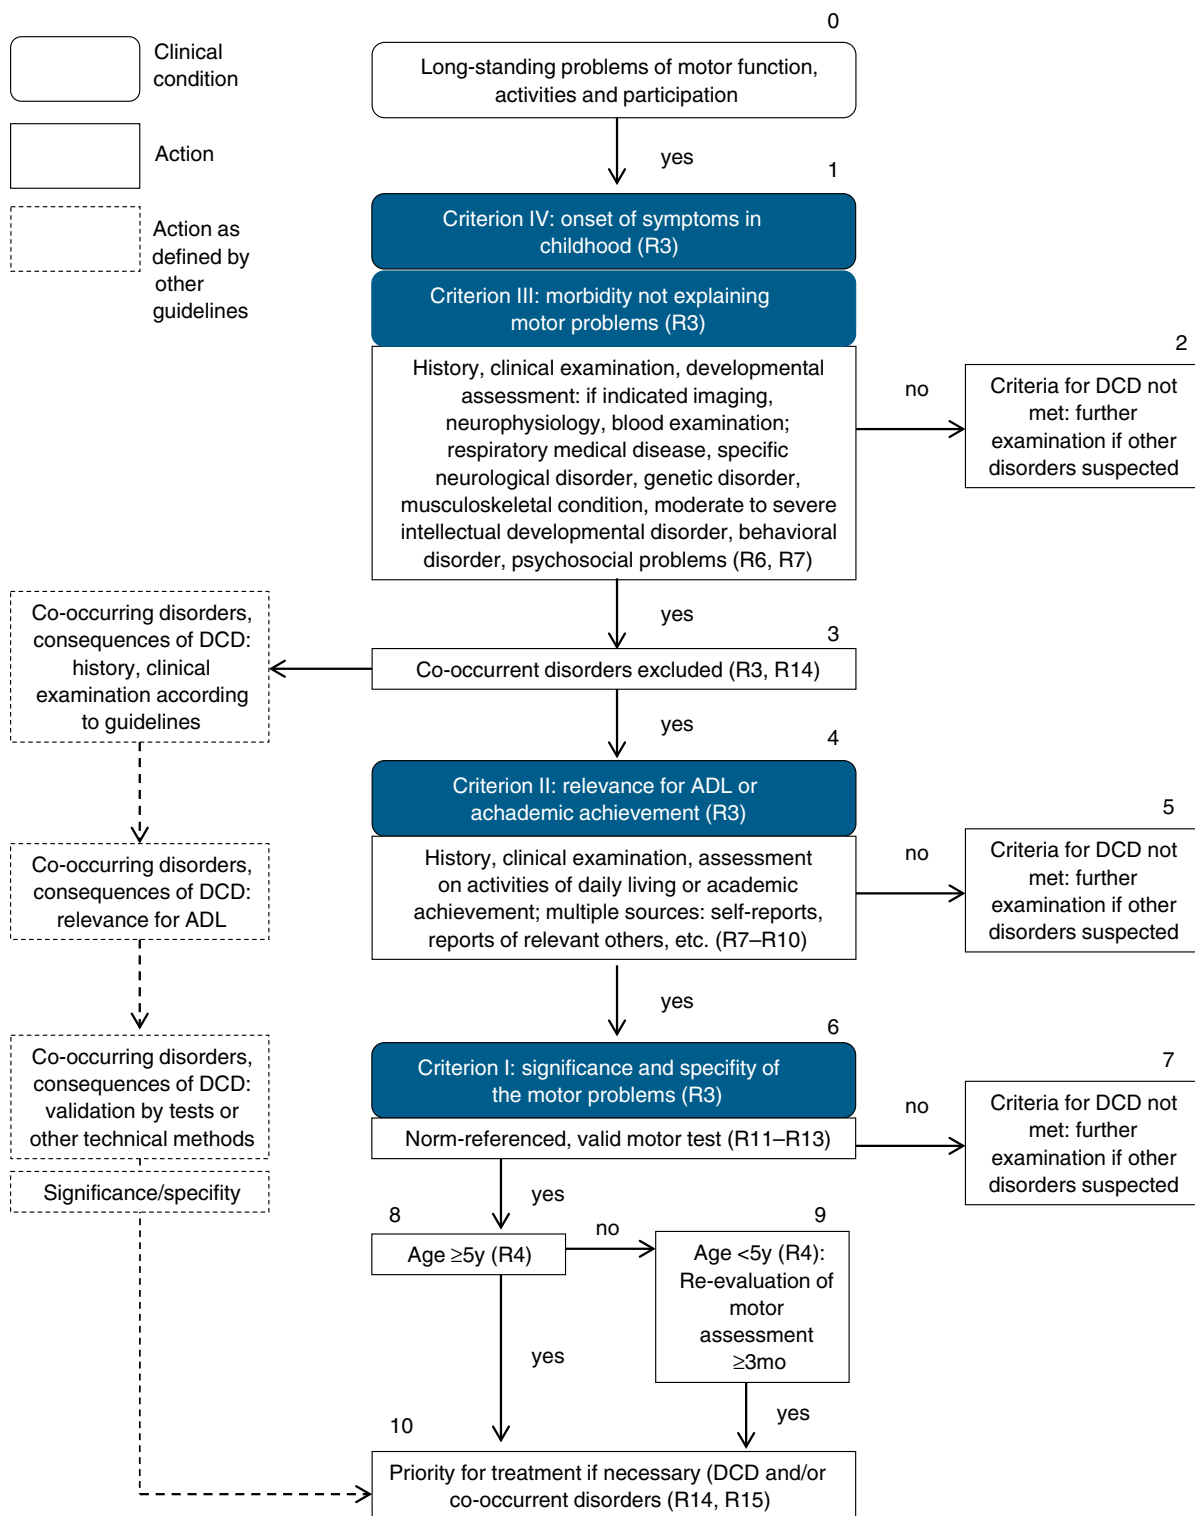 Clinical
condition
Action
Action as
defined by
other
guidelines
0
Long-standing problems of motor function,
activities and participation
yes
1
Criterion IV: onset of symptoms in
childhood (R3)
Criterion III: morbidity not explaining
motor problems (R3)
History, clinical examination, developmental
assessment: if indicated imaging,
neurophysiology, blood examination;
respiratory medical disease, specific
neurological disorder, genetic disorder,
musculoskeletal condition, moderate to severe
intellectual developmental disorder, behavioral
disorder, psychosocial problems (R6, R7)
no
2
Criteria for DCD not
met: further
examination if other
disorders suspected
yes
3
Co-occurrent disorders excluded (R3, R14)
Co-occurring disorders,
consequences of DCD:
history, clinical
examination according
to guidelines
yes
4
Criterion II: relevance for ADL or
achademic achievement (R3)
History, clinical examination, assessment
on activities of daily living or academic
achievement; multiple sources: self-reports,
reports of relevant others, etc. (R7–R10)
no
5
Criteria for DCD not
met: further
examination if other
disorders suspected
Co-occurring disorders,
consequences of DCD:
relevance for ADL
yes
6
Criterion I: significance and specifity of
the motor problems (R3)
Norm-referenced, valid motor test (R11–R13)
no
7
Criteria for DCD not
met: further
examination if other
disorders suspected
Co-occurring disorders,
consequences of DCD:
validation by tests or
other technical methods
Significance/specifity
yes
8
Age ≥5y (R4)
no
9
Age <5y (R4):
Re-evaluation of
motor
assessment
≥3mo
yes
yes
10
Priority for treatment if necessary (DCD and/or
co-occurrent disorders (R14, R15)